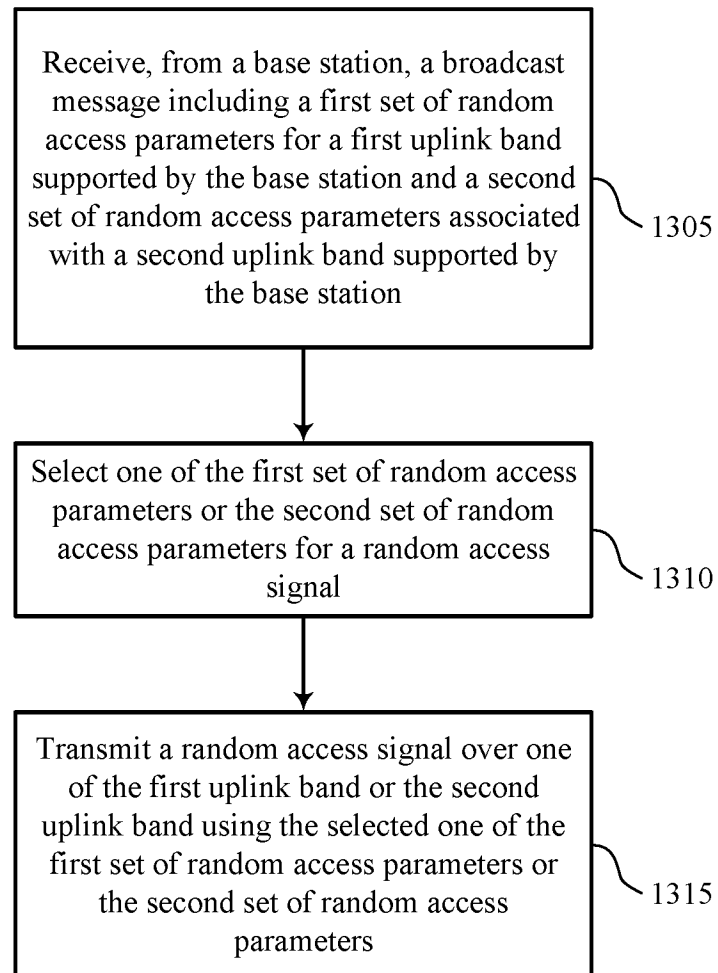 Receive, from a base station, a broadcast
message including a first set of random
access parameters for a first uplink band
supported by the base station and a second
set of random access parameters associated
with a second uplink band supported by
the base station
1305
Select one of the first set of random access
parameters or the second set of random
access parameters for a random access
signal
1310
Transmit a random access signal over one
of the first uplink band or the second
uplink band using the selected one of the
first set of random access parameters or
the second set of random access
parameters
1315